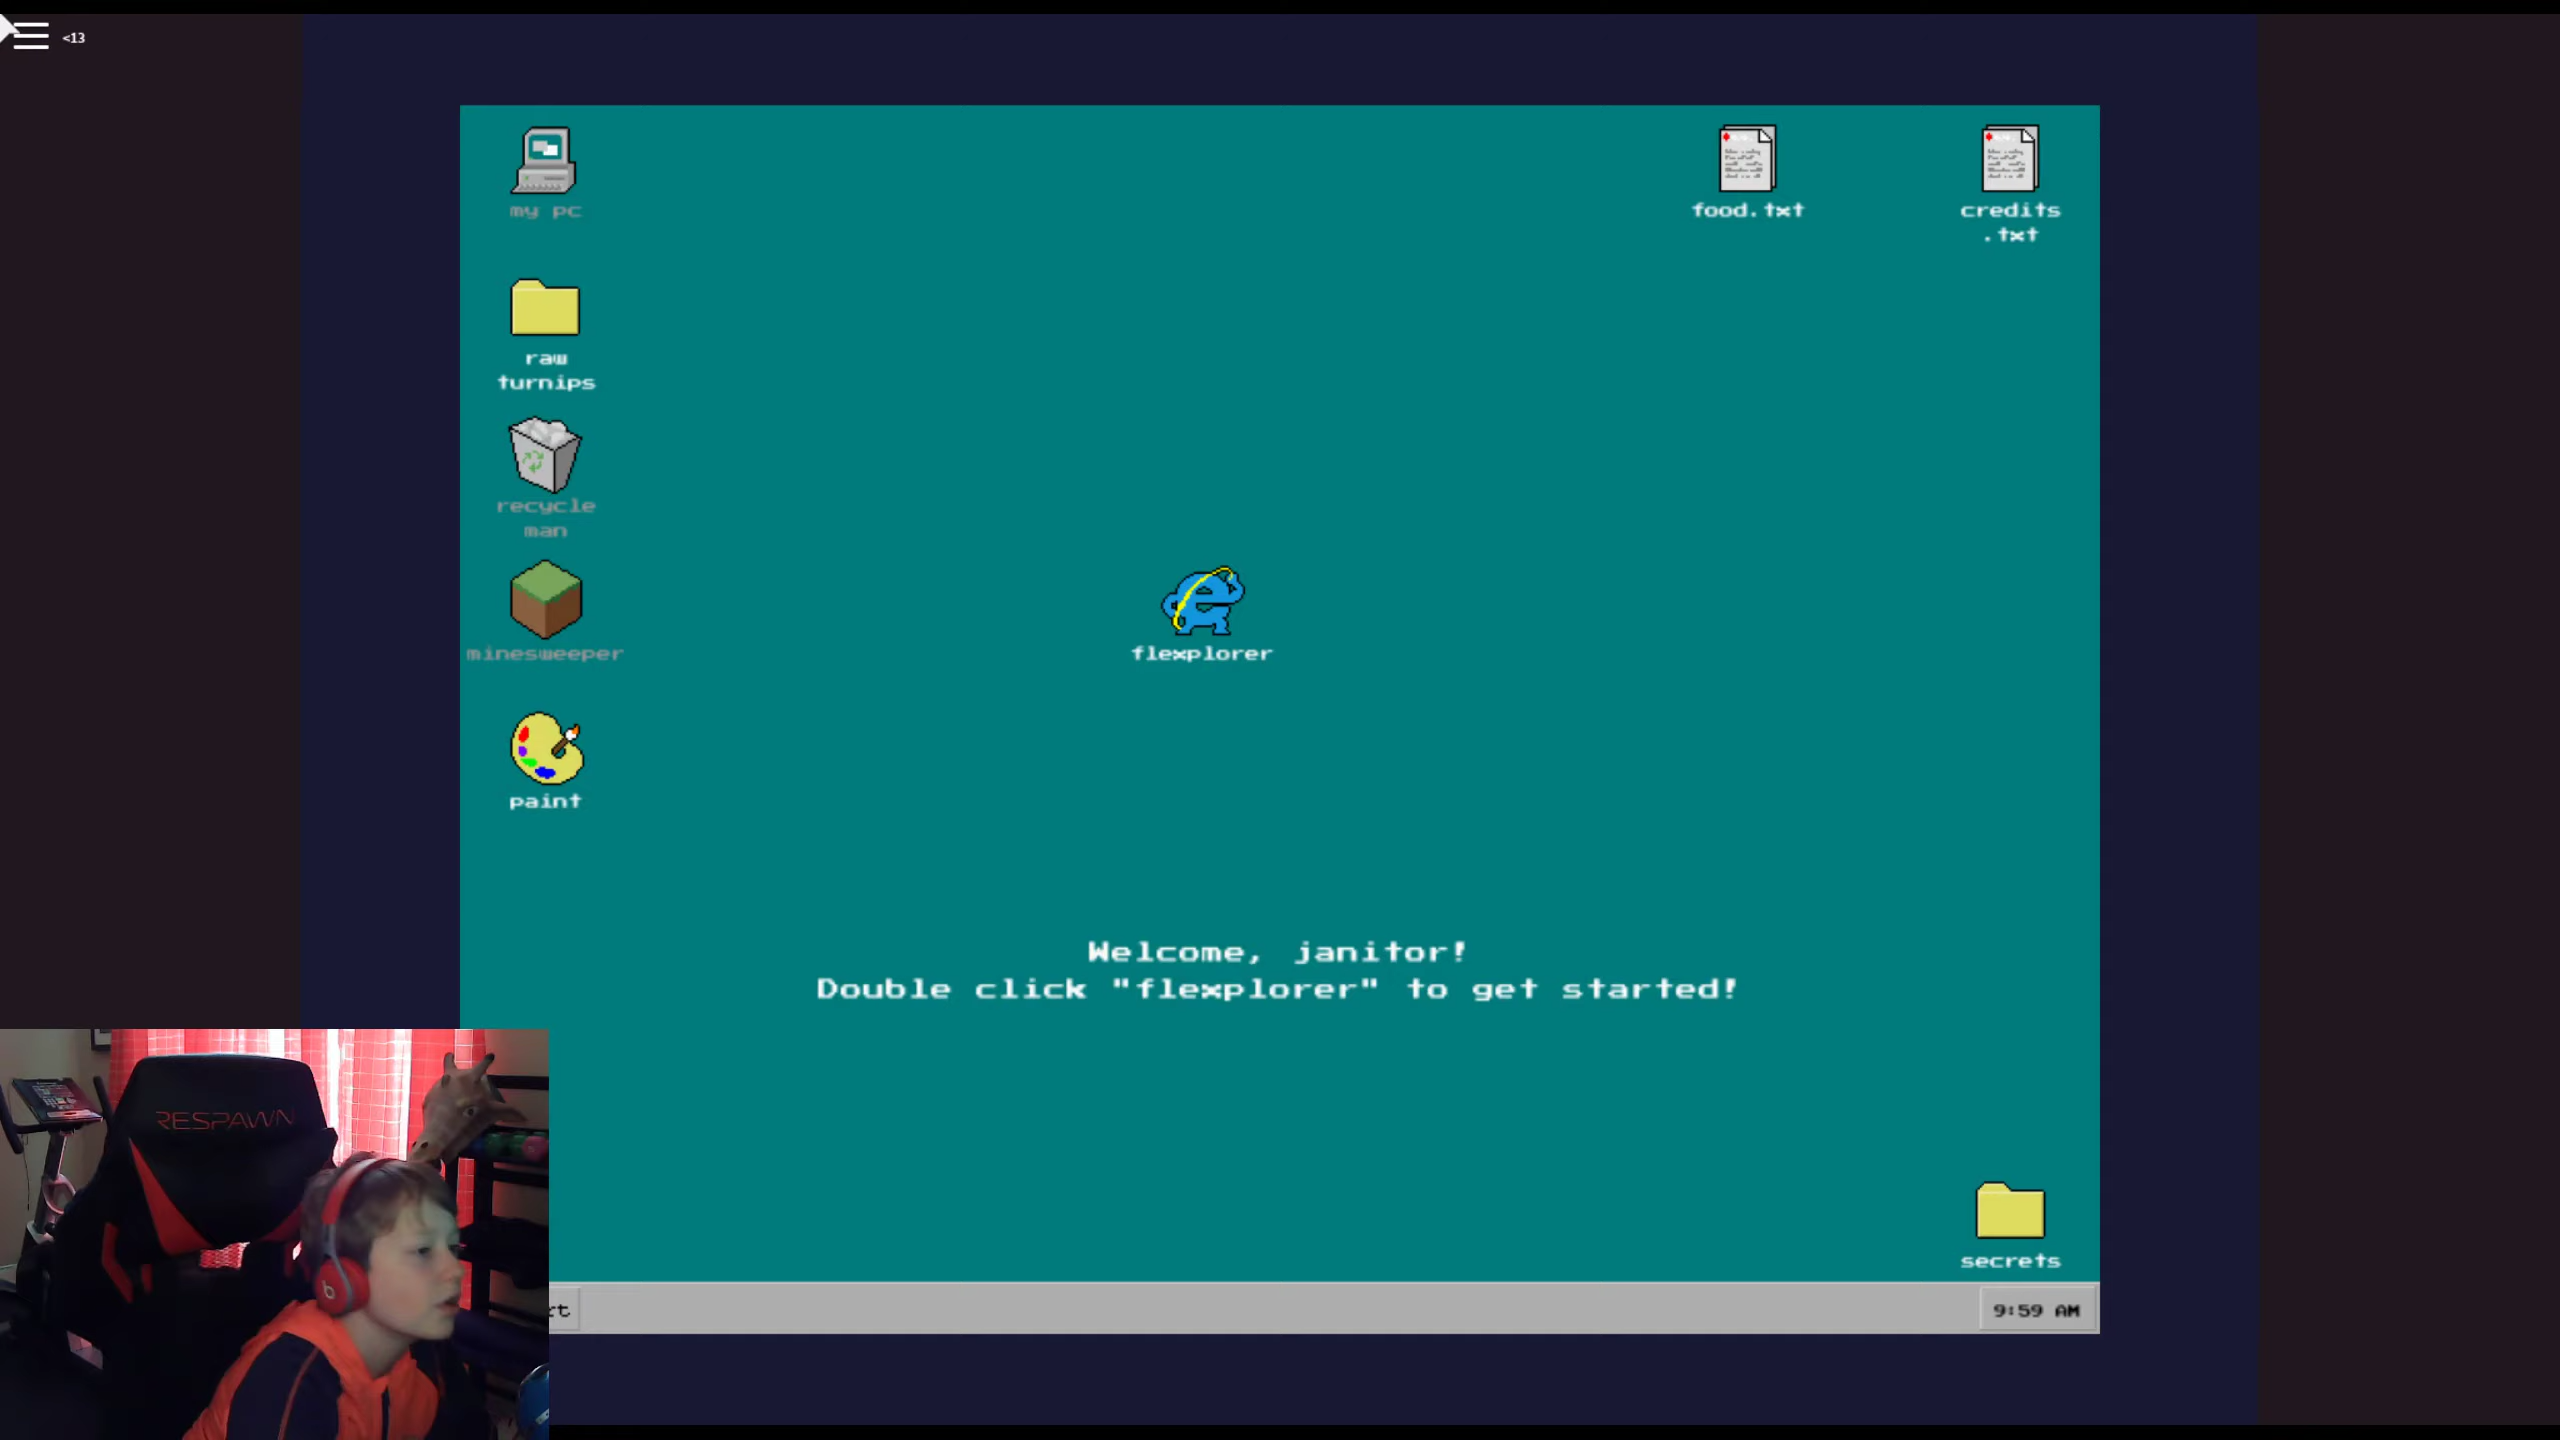 <13
my pc
food.txt
credits
.txt
raw
turnips
recycle
man
minesweeper
flexplorer
paint
Welcome, janitor!
Double click "flexplorer" to get started!
RESPAWN
secrets
rt
9:59 AM